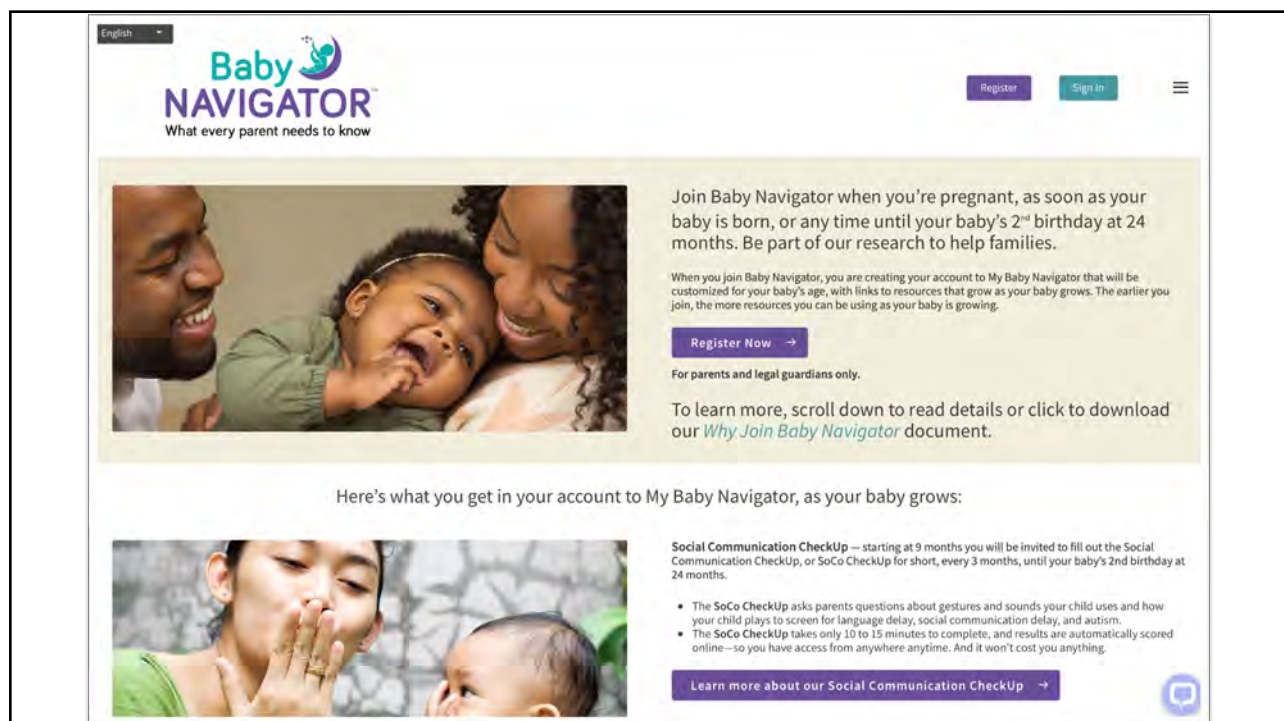 English
Baby
NAVIGATOR™
What every parent needs to know
Register
Sign In
Join Baby Navigator when you're pregnant, as soon as your
baby is born, or any time until your baby's 2nd birthday at 24
months. Be part of our research to help families.
When you join Baby Navigator, you are creating your account to My Baby Navigator that will be
customized for your baby's age, with links to resources that grow as your baby grows. The earlier you
join, the more resources you can be using as your baby is growing.
Register Now →
For parents and legal guardians only.
To learn more, scroll down to read details or click to download
our Why Join Baby Navigator document.
Here's what you get in your account to My Baby Navigator, as your baby grows:
Social Communication CheckUp — starting at 9 months you will be invited to fill out the Social
Communication CheckUp, or SoCo CheckUp for short, every 3 months, until your baby's 2nd birthday at
24 months.
• The SoCo CheckUp asks parents questions about gestures and sounds your child uses and how
your child plays to screen for language delay, social communication delay, and autism.
• The SoCo CheckUp takes only 10 to 15 minutes to complete, and results are automatically scored
online—so you have access from anywhere anytime. And it won't cost you anything.
Learn more about our Social Communication CheckUp →